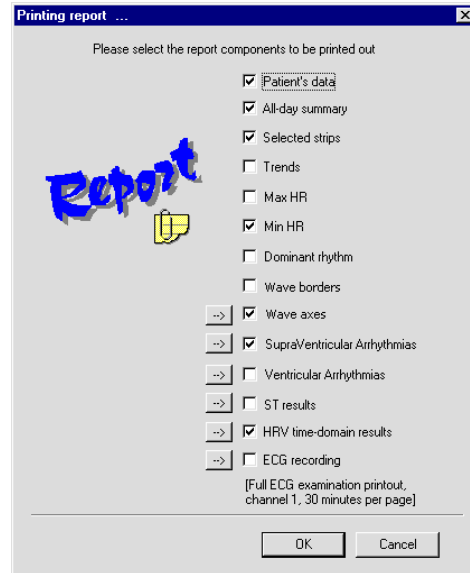 Printing report ...
Please select the report components to be printed out
Patient's data
All-day summary
Selected strips
Trends
Report
Max HR
Min HR
Dominant rhythm
Wave borders
--> Wave axes
--> SupraVentricular Arrhythmias
--> Ventricular Arrhythmias
--> ST results
--> HRV time-domain results
--> ECG recording
[Full ECG examination printout,
channel 1, 30 minutes per page]
OK Cancel